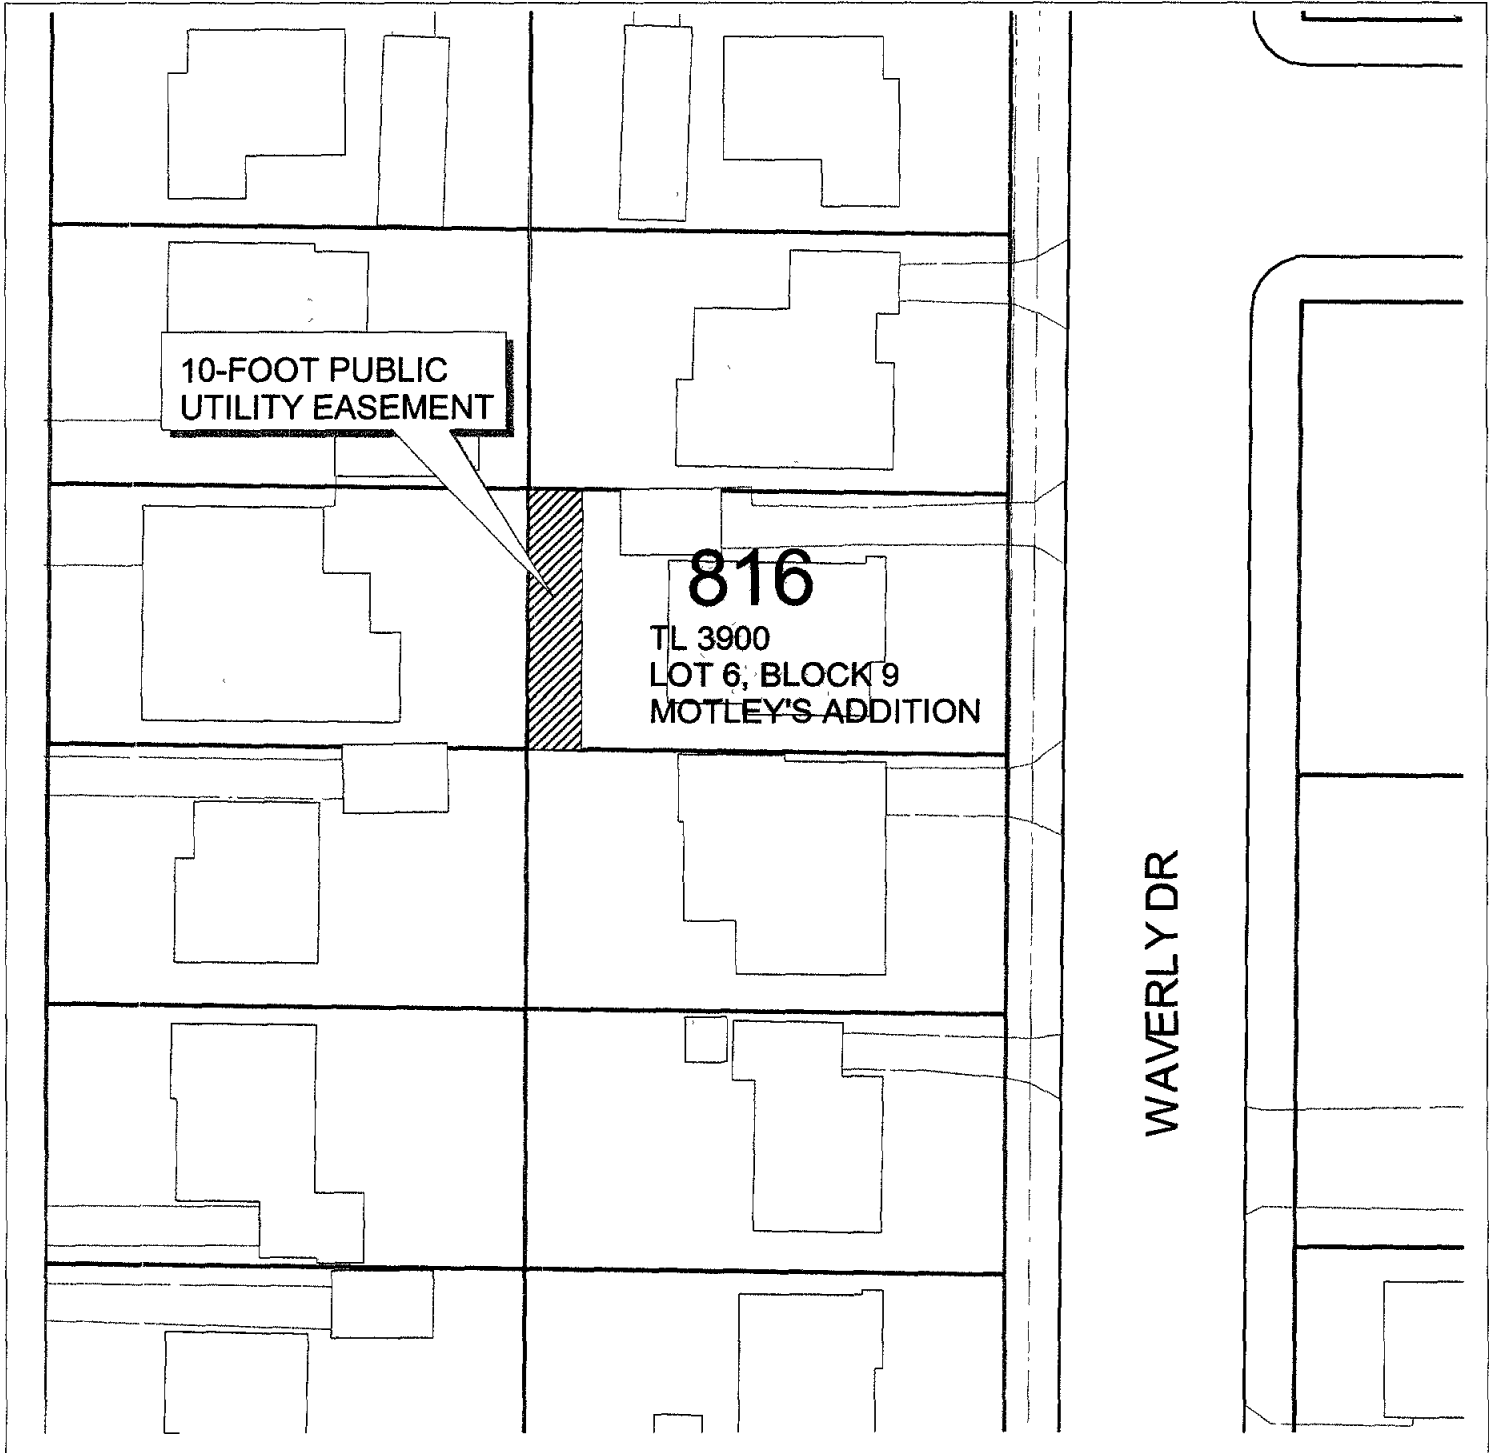 10-FOOT PUBLIC
UTILITY EASEMENT
816
TL 3900
LOT 6, BLOCK 9
MOTLEY'S ADDITION
WAVERLY DR